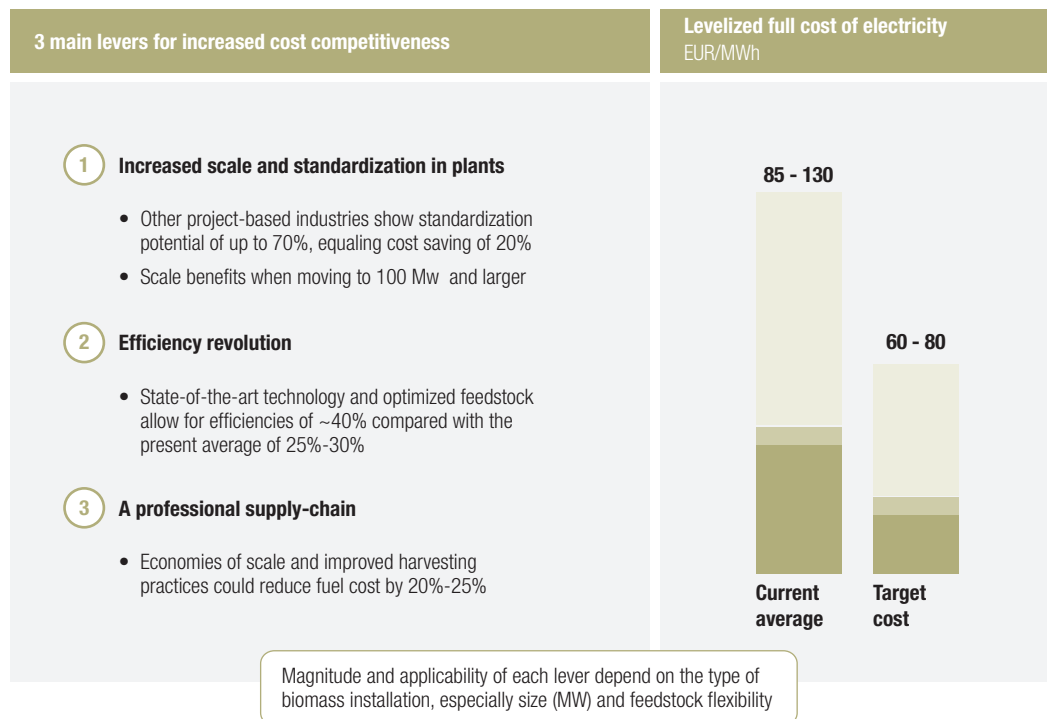 3 main levers for increased cost competitiveness
Levelized full cost of electricity
EUR/MWh
1 Increased scale and standardization in plants
• Other project-based industries show standardization
potential of up to 70%, equaling cost saving of 20%
• Scale benefits when moving to 100 Mw and larger
2 Efficiency revolution
• State-of-the-art technology and optimized feedstock
allow for efficiencies of ~40% compared with the
present average of 25%-30%
3 A professional supply-chain
• Economies of scale and improved harvesting
practices could reduce fuel cost by 20%-25%
85 - 130
60 - 80
Current
average
Target
cost
Magnitude and applicability of each lever depend on the type of
biomass installation, especially size (MW) and feedstock flexibility